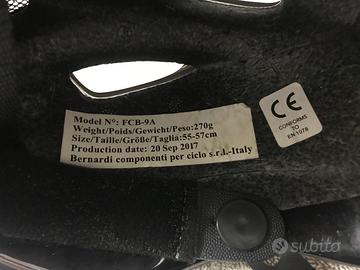 Model N°: FCB-9A
Weight/Poids/Gewicht/Peso:270g
Size/Taille/Größe/Taglia:55-57cm
Production date: 20 Sep 2017
Bernardi componenti per ciclo s.r.l.-Italy
CE
CONFORMS
TO
EN 1078
subito